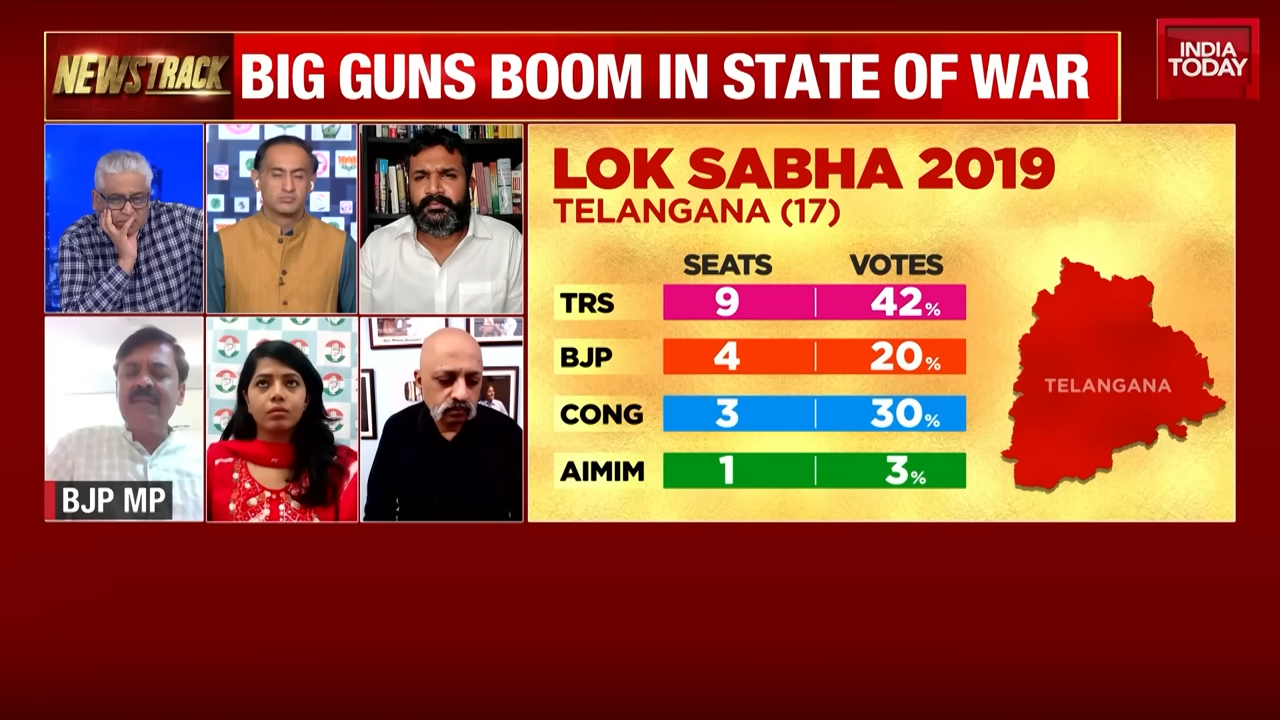 NEWSTRACK
BIG GUNS BOOM IN STATE OF WAR
INDIA
TODAY
LOK SABHA 2019
TELANGANA (17)
SEATS VOTES
TRS 9 42%
BJP 4 20%
CONG 3 30%
AIMIM 1 3%
TELANGANA
BJP MP